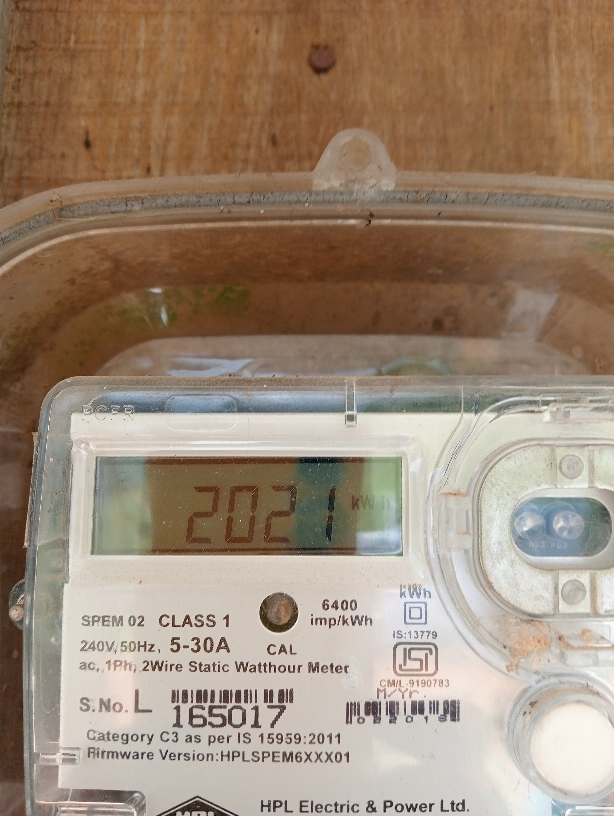 2021 kWh
SPEM 02 CLASS 1
6400
imp/kWh
kWh
240V,50Hz, 5-30A
CAL
IS:13779
ac, 1Ph, 2Wire Static Watthour Meter
ISI
CM/L-9190783
M/Yr.
S.No. L 165017
Category C3 as per IS 15959:2011
Firmware Version:HPLSPEM6XXX01
HPL
HPL Electric & Power Ltd.